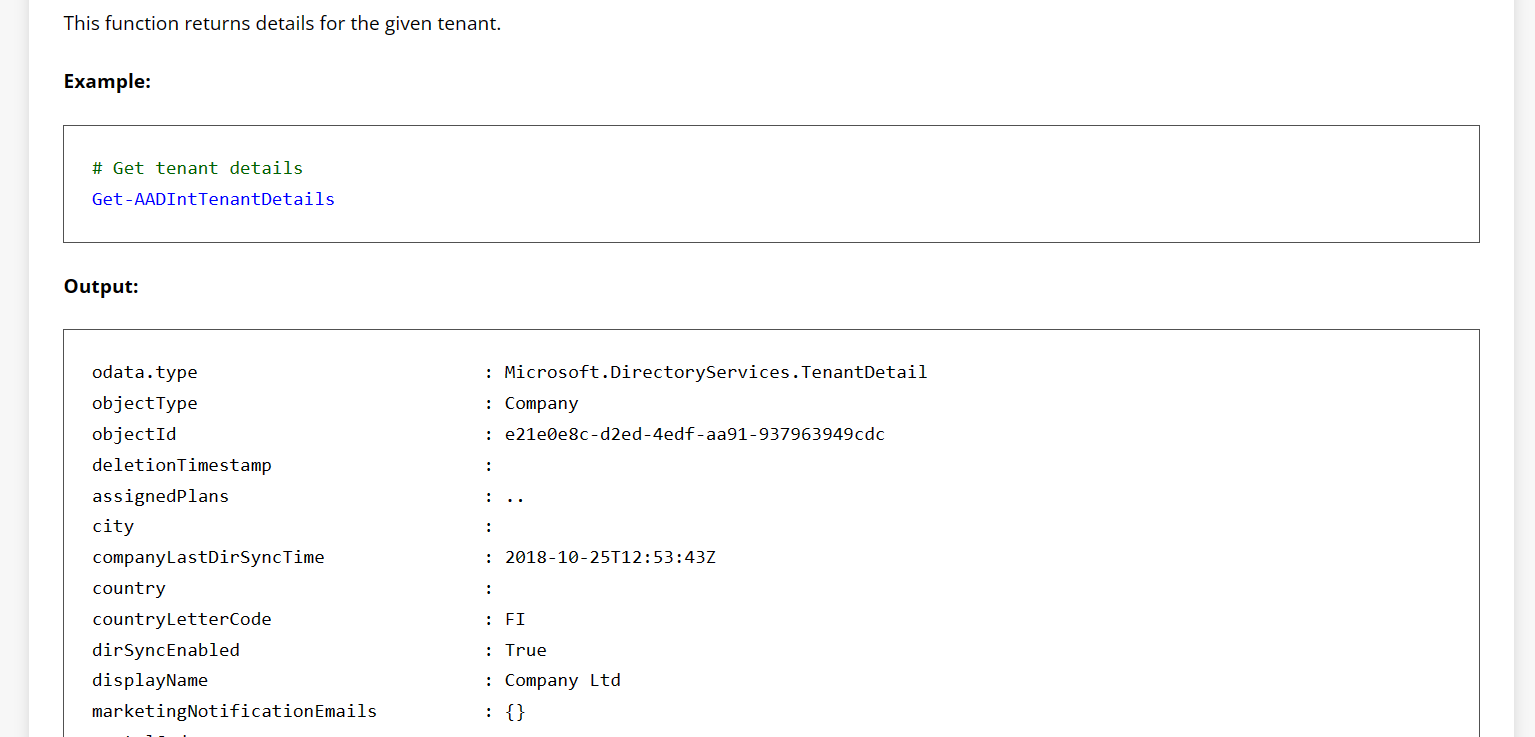 This function returns details for the given tenant.
Example:
# Get tenant details
Get-AADIntTenantDetails
Output:
odata.type : Microsoft.DirectoryServices.TenantDetail
objectType : Company
objectId : e21e0e8c-d2ed-4edf-aa91-937963949cdc
deletionTimestamp :
assignedPlans : ..
city :
companyLastDirSyncTime : 2018-10-25T12:53:43Z
country :
countryLetterCode : FI
dirSyncEnabled : True
displayName : Company Ltd
marketingNotificationEmails : {}